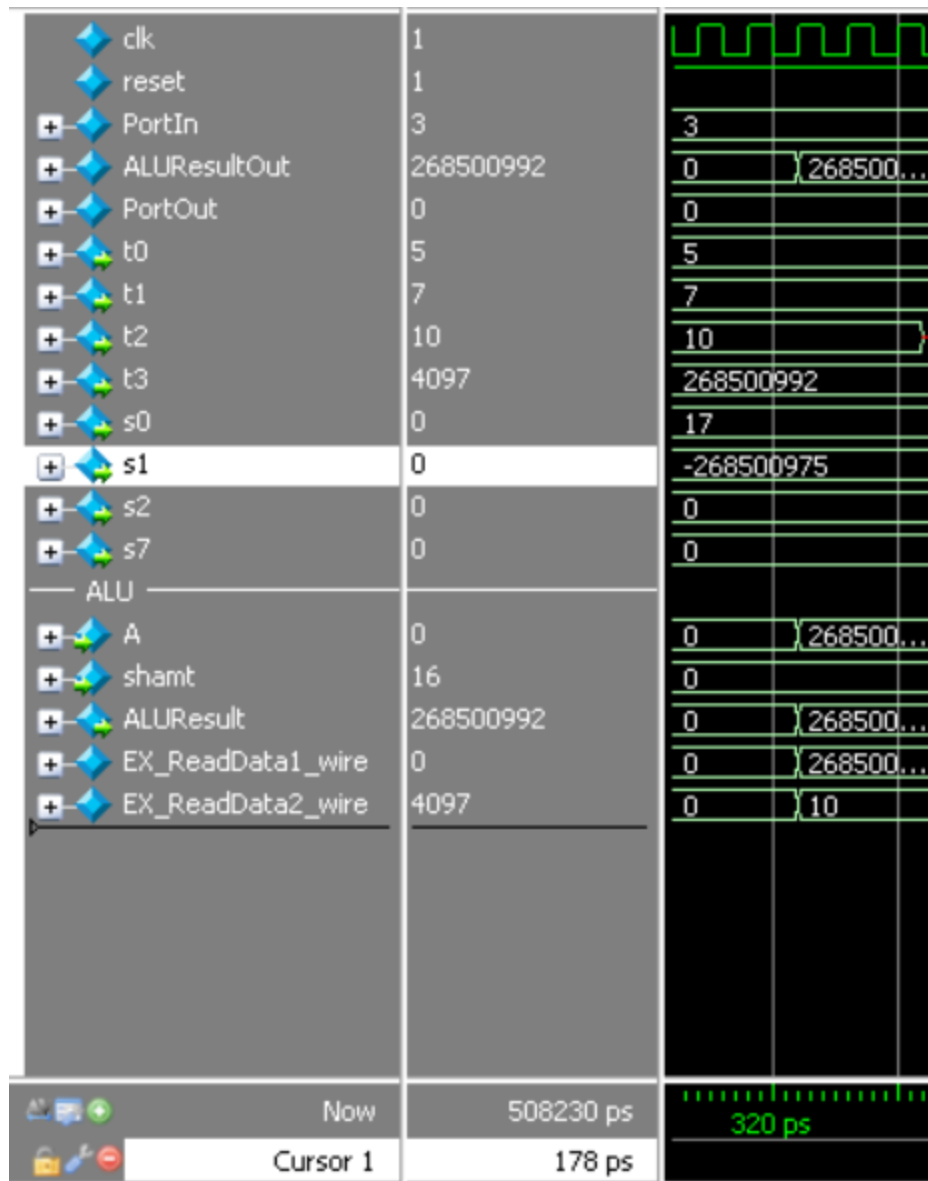 clk 1
reset 1
PortIn 3 3
ALUResultOut 268500992 0 268500...
PortOut 0 0
t0 5 5
t1 7 7
t2 10 10
t3 4097 268500992
s0 0 17
s1 0 -268500975
s2 0 0
s7 0 0
ALU
A 0 0 268500...
shamt 16 0
ALUResult 268500992 0 268500...
EX_ReadData1_wire 0 0 268500...
EX_ReadData2_wire 4097 0 10
Now 508230 ps 320 ps
Cursor 1 178 ps